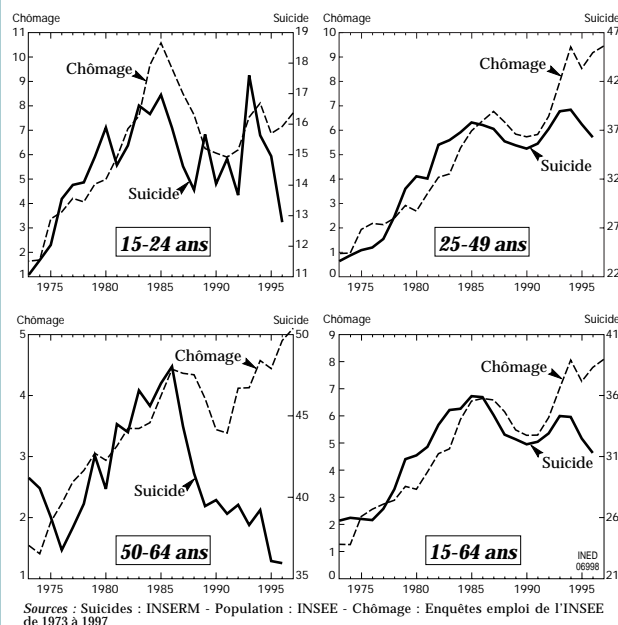 Chômage Suicide Chômage Suicide
11 19 10 47
10 18 9
9 17 8 42
8 7
7 16 6 37
6 15 5
5 14 4 32
4 13 3
3 2 27
2 12 1
1 11 0 22
Chômage
Suicide
15-24 ans
1975 1980 1985 1990 1995
Chômage
Suicide
25-49 ans
1975 1980 1985 1990 1995
Chômage Suicide Chômage Suicide
5 50 9 41
8
4 45 7 36
6
5
3 40 4 31
3
2 2 26
1
1 35 0 21
Chômage
Suicide
50-64 ans
1975 1980 1985 1990 1995
Chômage
Suicide
15-64 ans
INED
06998
1975 1980 1985 1990 1995
Sources : Suicides : INSERM - Population : INSEE - Chômage : Enquêtes emploi de l'INSEE
de 1973 à 1997